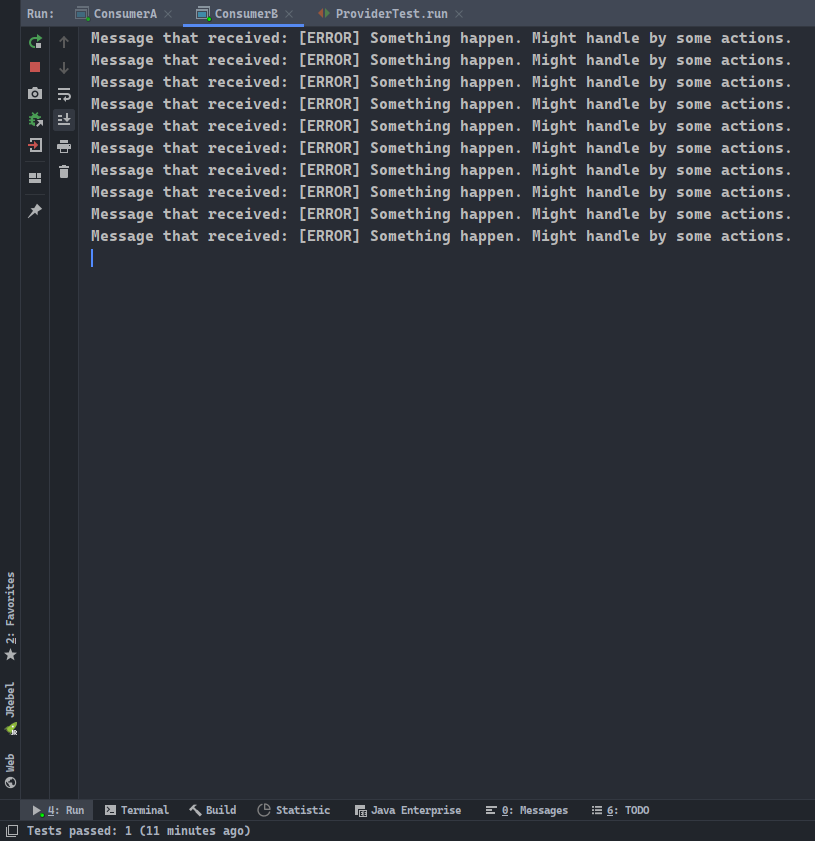 Run: ConsumerA ConsumerB ProviderTest.run
Message that received: [ERROR] Something happen. Might handle by some actions.
Message that received: [ERROR] Something happen. Might handle by some actions.
Message that received: [ERROR] Something happen. Might handle by some actions.
Message that received: [ERROR] Something happen. Might handle by some actions.
Message that received: [ERROR] Something happen. Might handle by some actions.
Message that received: [ERROR] Something happen. Might handle by some actions.
Message that received: [ERROR] Something happen. Might handle by some actions.
Message that received: [ERROR] Something happen. Might handle by some actions.
Message that received: [ERROR] Something happen. Might handle by some actions.
Message that received: [ERROR] Something happen. Might handle by some actions.
2: Favorites
JRebel
Web
4: Run Terminal Build Statistic Java Enterprise 0: Messages 6: TODO
Tests passed: 1 (11 minutes ago)